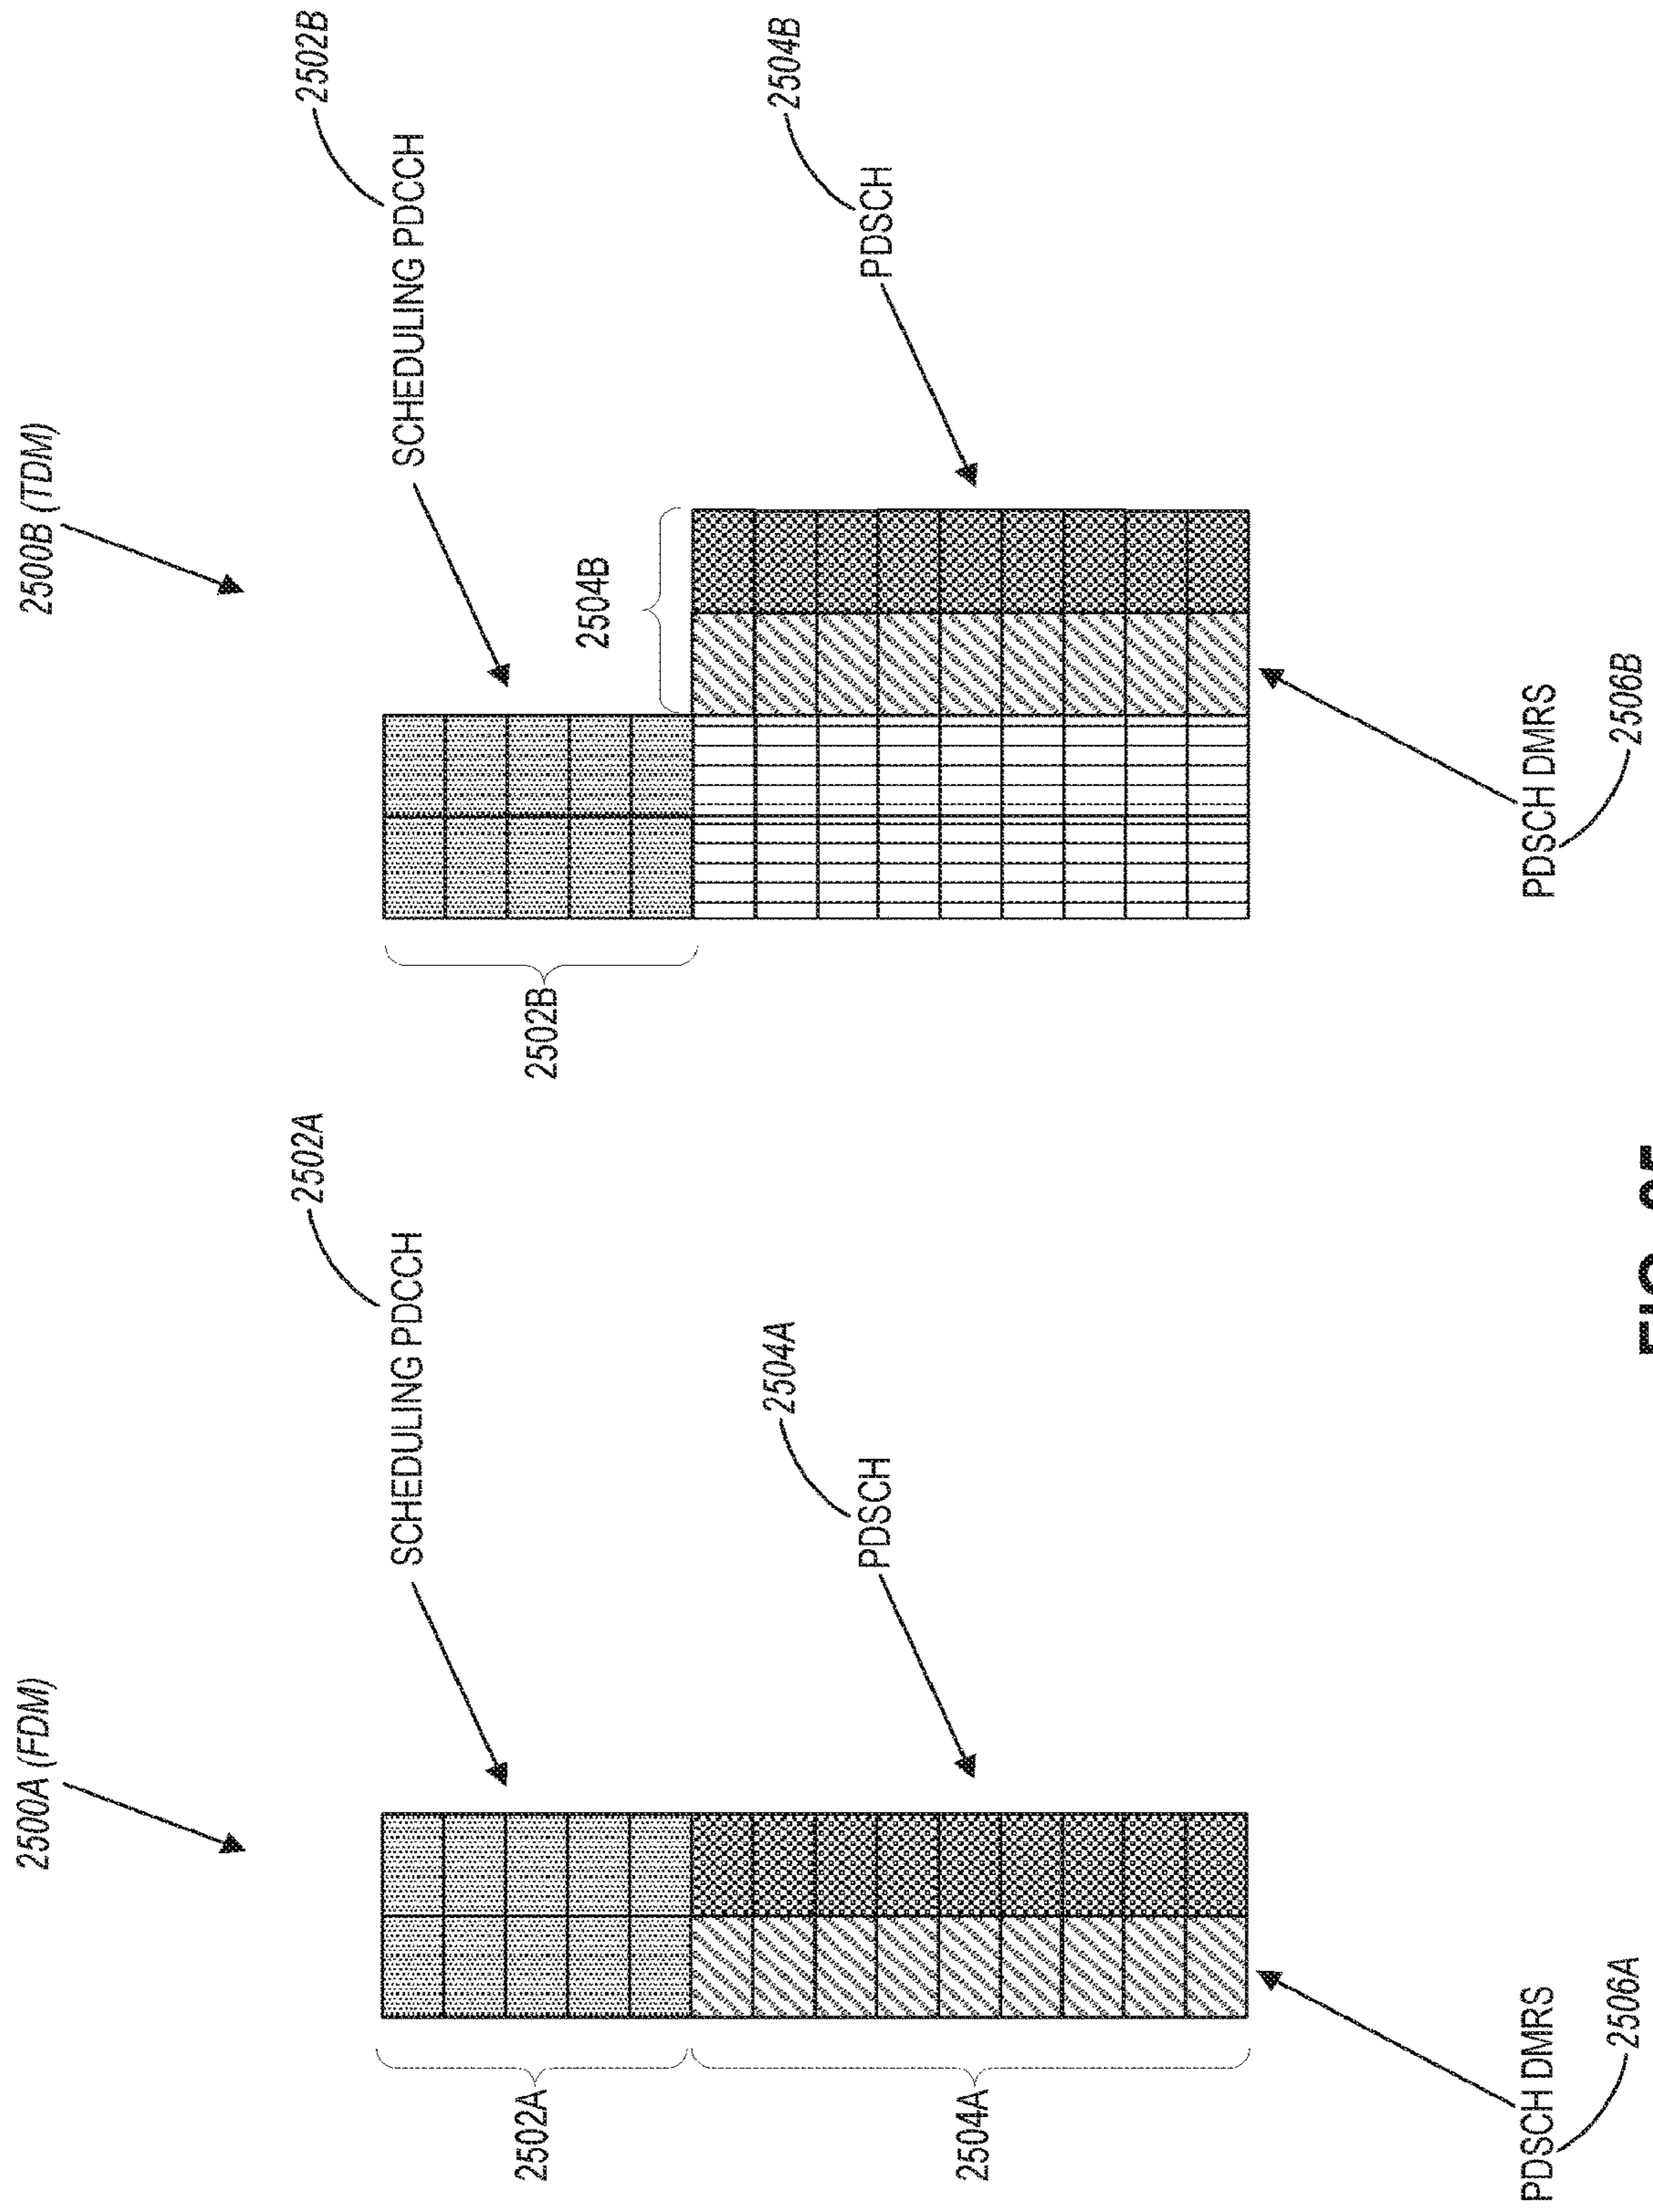 2500A (FDM)
2502A
SCHEDULING PDCCH
2504A
PDSCH
2502A
2504A
PDSCH DMRS
2506A
2500B (TDM)
2502B
SCHEDULING PDCCH
2504B
2504B
PDSCH
2502B
PDSCH DMRS
2506B